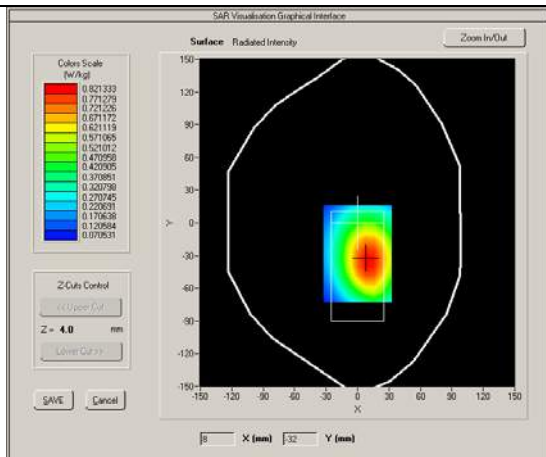 SAR Visualisation Graphical Interface
Surface Radiated Intensity
Zoom In/Out
Colors Scale
(W/kg)
0.821333
0.771279
0.721226
0.671172
0.621119
0.571065
0.521012
0.470958
0.420905
0.370851
0.320798
0.270745
0.220691
0.170638
0.120584
0.070531
Z-Cuts Control
<< Upper Cut
Z = 4.0 mm
Lower Cut >>
SAVE
Cancel
150
120
90
60
30
0
-30
-60
-90
-120
-150
Y
-150 -120 -90 -60 -30 0 30 60 90 120 150
X
8 X (mm) -32 Y (mm)